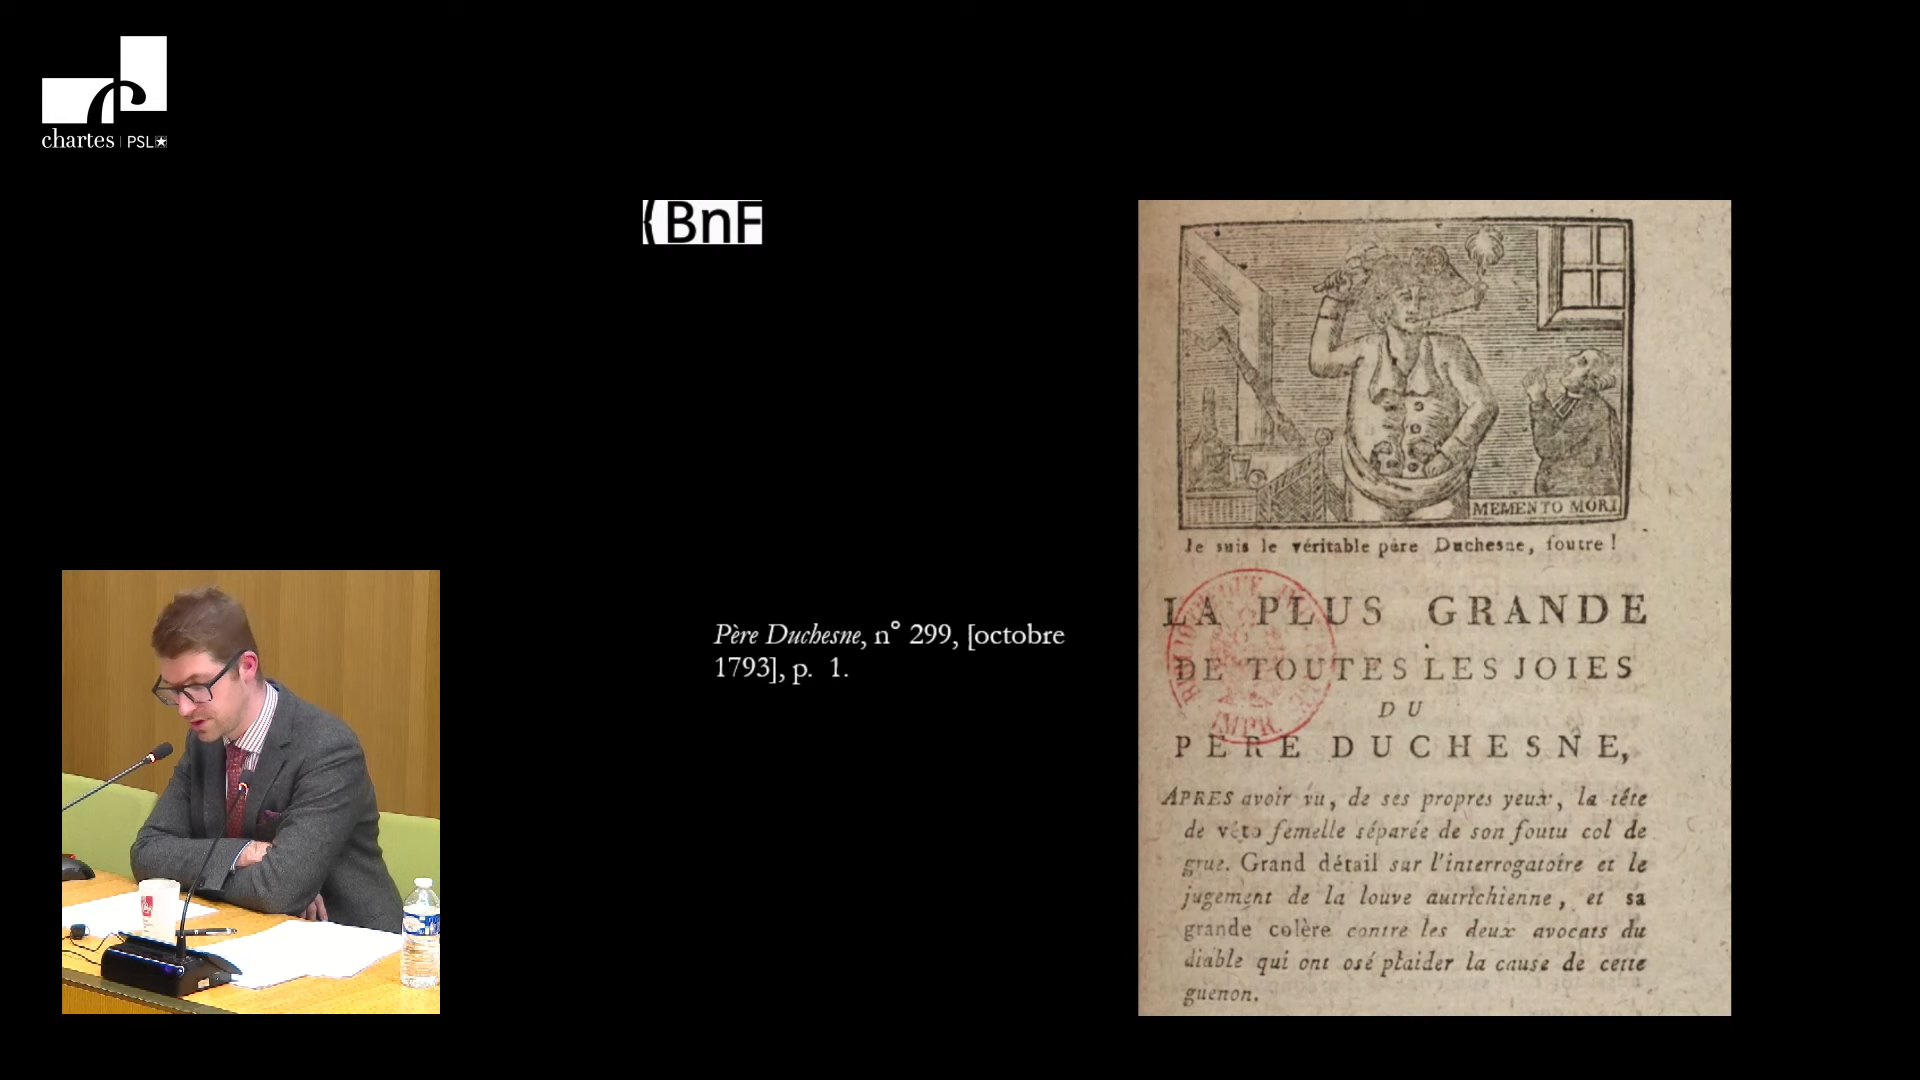 chartes | PSL
BnF
Père Duchesne, n° 299, [octobre
1793], p. 1.
MEMENTO MORI
Je suis le véritable père Duchesne, foutre !
LA PLUS GRANDE
DE TOUTES LES JOIES
DU
PERE DUCHESNE,
APRES avoir vu, de ses propres yeux, la tête
de véto femelle séparée de son foutu col de
grue. Grand détail sur l'interrogatoire et le
jugement de la louve autrichienne, et sa
grande colère contre les deux avocats du
diable qui ont osé plaider la cause de cette
guenon.